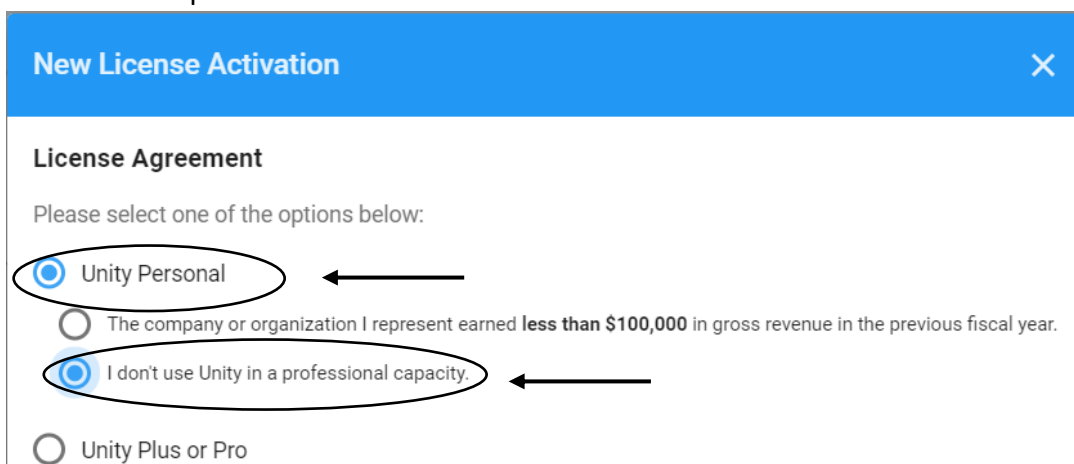 New License Activation
License Agreement
Please select one of the options below:
Unity Personal
The company or organization I represent earned less than $100,000 in gross revenue in the previous fiscal year.
I don't use Unity in a professional capacity.
Unity Plus or Pro